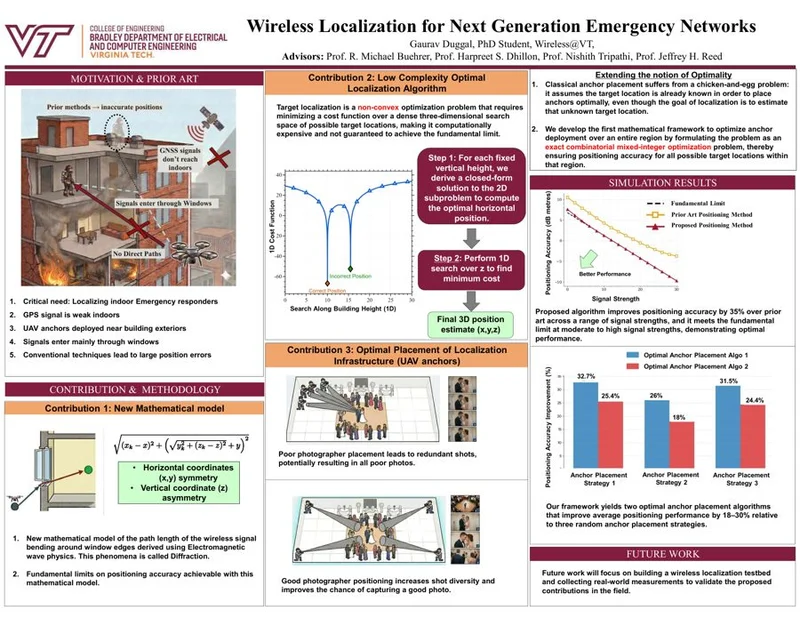 VT
COLLEGE OF ENGINEERING
BRADLEY DEPARTMENT OF ELECTRICAL
AND COMPUTER ENGINEERING
VIRGINIA TECH.
Wireless Localization for Next Generation Emergency Networks
Gaurav Duggal, PhD Student, Wireless@VT,
Advisors: Prof. R. Michael Buehrer, Prof. Harpreet S. Dhillon, Prof. Nishith Tripathi, Prof. Jeffrey H. Reed
MOTIVATION & PRIOR ART
Prior methods → inaccurate positions
GNSS signals
don't reach
indoors
Signals enter through Windows
No Direct Paths
1. Critical need: Localizing indoor Emergency responders
2. GPS signal is weak indoors
3. UAV anchors deployed near building exteriors
4. Signals enter mainly through windows
5. Conventional techniques lead to large position errors
CONTRIBUTION & METHODOLOGY
Contribution 1: New Mathematical model
√((xₖ − x)² + (√(yₖ² + (zₖ − z)²) + y)²)
• Horizontal coordinates
(x,y) symmetry
• Vertical coordinate (z)
asymmetry
1. New mathematical model of the path length of the wireless signal
bending around window edges derived using Electromagnetic
wave physics. This phenomena is called Diffraction.
2. Fundamental limits on positioning accuracy achievable with this
mathematical model.
Contribution 2: Low Complexity Optimal
Localization Algorithm
Target localization is a non-convex optimization problem that requires
minimizing a cost function over a dense three-dimensional search
space of possible target locations, making it computationally
expensive and not guaranteed to achieve the fundamental limit.
1D Cost Function
40
20
0
-20
-40
-60
Incorrect Position
Correct Position
0 5 10 15 20 25 30
Search Along Building Height (1D)
Step 1: For each fixed
vertical height, we
derive a closed-form
solution to the 2D
subproblem to compute
the optimal horizontal
position.
Step 2: Perform 1D
search over z to find
minimum cost
Final 3D position
estimate (x,y,z)
Contribution 3: Optimal Placement of Localization
Infrastructure (UAV anchors)
Poor photographer placement leads to redundant shots,
potentially resulting in all poor photos.
Good photographer positioning increases shot diversity and
improves the chance of capturing a good photo.
Extending the notion of Optimality
1. Classical anchor placement suffers from a chicken-and-egg problem:
it assumes the target location is already known in order to place
anchors optimally, even though the goal of localization is to estimate
that unknown target location.
2. We develop the first mathematical framework to optimize anchor
deployment over an entire region by formulating the problem as an
exact combinatorial mixed-integer optimization problem, thereby
ensuring positioning accuracy for all possible target locations within
that region.
SIMULATION RESULTS
Positioning Accuracy (dB metres)
Fundamental Limit
Prior Art Positioning Method
Proposed Positioning Method
Better Performance
Signal Strength
Proposed algorithm improves positioning accuracy by 35% over prior
art across a range of signal strengths, and it meets the fundamental
limit at moderate to high signal strengths, demonstrating optimal
performance.
Optimal Anchor Placement Algo 1
Optimal Anchor Placement Algo 2
Positioning Accuracy Improvement (%)
32.7%
25.4%
26%
18%
31.5%
24.4%
Anchor Placement
Strategy 1
Anchor Placement
Strategy 2
Anchor Placement
Strategy 3
Our framework yields two optimal anchor placement algorithms
that improve average positioning performance by 18–30% relative
to three random anchor placement strategies.
FUTURE WORK
Future work will focus on building a wireless localization testbed
and collecting real-world measurements to validate the proposed
contributions in the field.